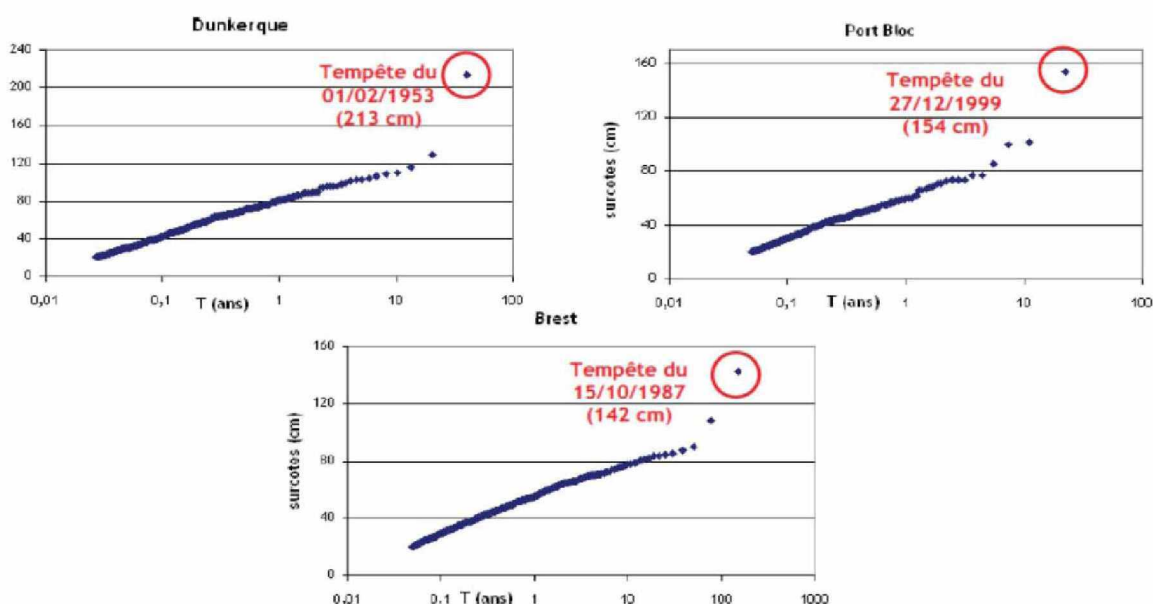 Dunkerque
240
200
160
120
80
40
0
0,01
0,1
1
10
100
T (ans)
Tempête du
01/02/1953
(213 cm)
Port Bloc
surcotes (cm)
160
120
80
40
0
0,01
0,1
1
10
100
T (ans)
Tempête du
27/12/1999
(154 cm)
Brest
surcotes (cm)
160
120
80
40
0
0.01
0.1
1
10
100
1000
T (ans)
Tempête du
15/10/1987
(142 cm)